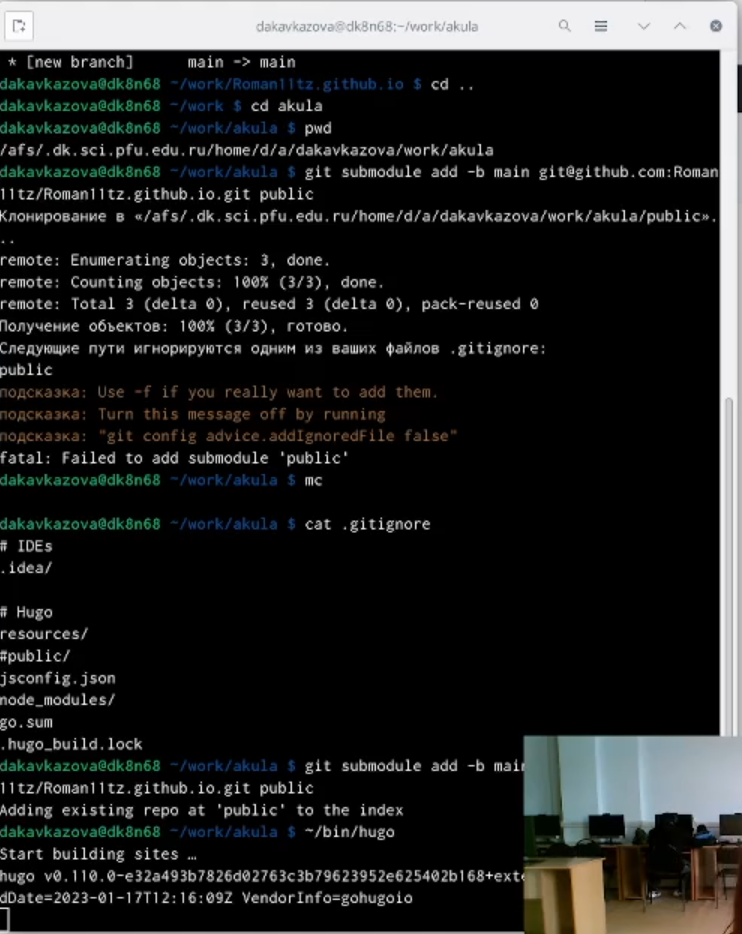 dakavkazova@dk8n68:~/work/akula
* [new branch]      main -> main
dakavkazova@dk8n68 ~/work/Roman11tz.github.io $ cd ..
dakavkazova@dk8n68 ~/work $ cd akula
dakavkazova@dk8n68 ~/work/akula $ pwd
/afs/.dk.sci.pfu.edu.ru/home/d/a/dakavkazova/work/akula
dakavkazova@dk8n68 ~/work/akula $ git submodule add -b main git@github.com:Roman
11tz/Roman11tz.github.io.git public
Клонирование в «/afs/.dk.sci.pfu.edu.ru/home/d/a/dakavkazova/work/akula/public».
..
remote: Enumerating objects: 3, done.
remote: Counting objects: 100% (3/3), done.
remote: Total 3 (delta 0), reused 3 (delta 0), pack-reused 0
Получение объектов: 100% (3/3), готово.
Следующие пути игнорируются одним из ваших файлов .gitignore:
public
подсказка: Use -f if you really want to add them.
подсказка: Turn this message off by running
подсказка: "git config advice.addIgnoredFile false"
fatal: Failed to add submodule 'public'
dakavkazova@dk8n68 ~/work/akula $ mc
dakavkazova@dk8n68 ~/work/akula $ cat .gitignore
# IDEs
.idea/
# Hugo
resources/
#public/
jsconfig.json
node_modules/
go.sum
.hugo_build.lock
dakavkazova@dk8n68 ~/work/akula $ git submodule add -b main
11tz/Roman11tz.github.io.git public
Adding existing repo at 'public' to the index
dakavkazova@dk8n68 ~/work/akula $ ~/bin/hugo
Start building sites …
hugo v0.110.0-e32a493b7826d02763c3b79623952e625402b168+exte
dDate=2023-01-17T12:16:09Z VendorInfo=gohugoio